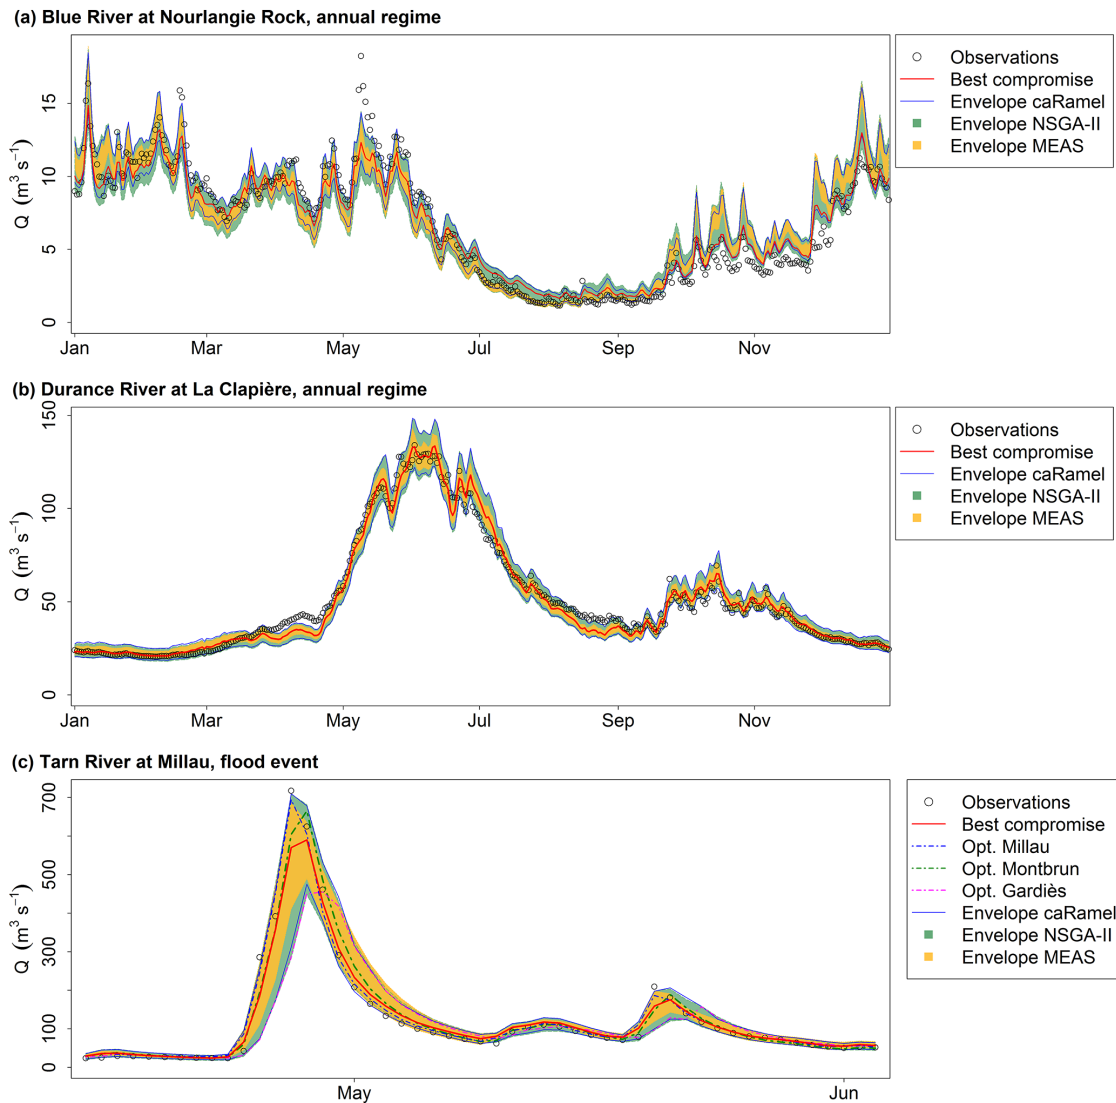 (a) Blue River at Nourlangie Rock, annual regime
Q (m³ s⁻¹)
0 5 10 15
Jan Mar May Jul Sep Nov
Observations
Best compromise
Envelope caRamel
Envelope NSGA-II
Envelope MEAS
(b) Durance River at La Clapière, annual regime
Q (m³ s⁻¹)
0 50 100 150
Jan Mar May Jul Sep Nov
Observations
Best compromise
Envelope caRamel
Envelope NSGA-II
Envelope MEAS
(c) Tarn River at Millau, flood event
Q (m³ s⁻¹)
0 100 300 500 700
May Jun
Observations
Best compromise
Opt. Millau
Opt. Montbrun
Opt. Gardiès
Envelope caRamel
Envelope NSGA-II
Envelope MEAS